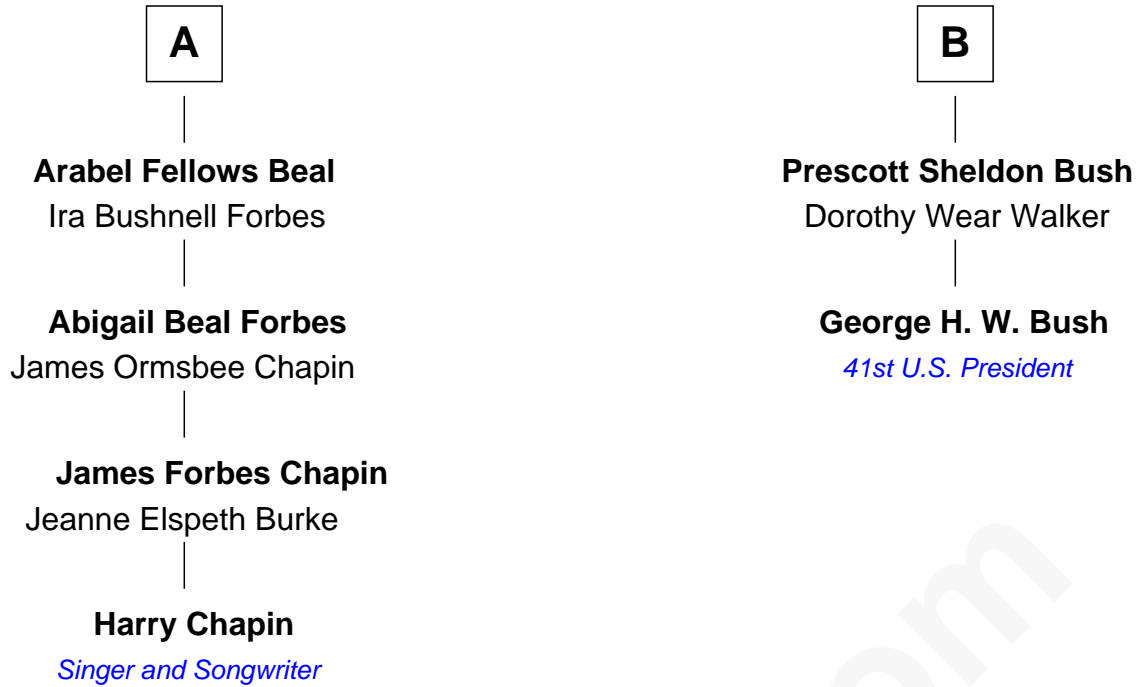 A
Arabel Fellows Beal
Ira Bushnell Forbes
Abigail Beal Forbes
James Ormsbee Chapin
James Forbes Chapin
Jeanne Elspeth Burke
Harry Chapin
Singer and Songwriter
B
Prescott Sheldon Bush
Dorothy Wear Walker
George H. W. Bush
41st U.S. President
om